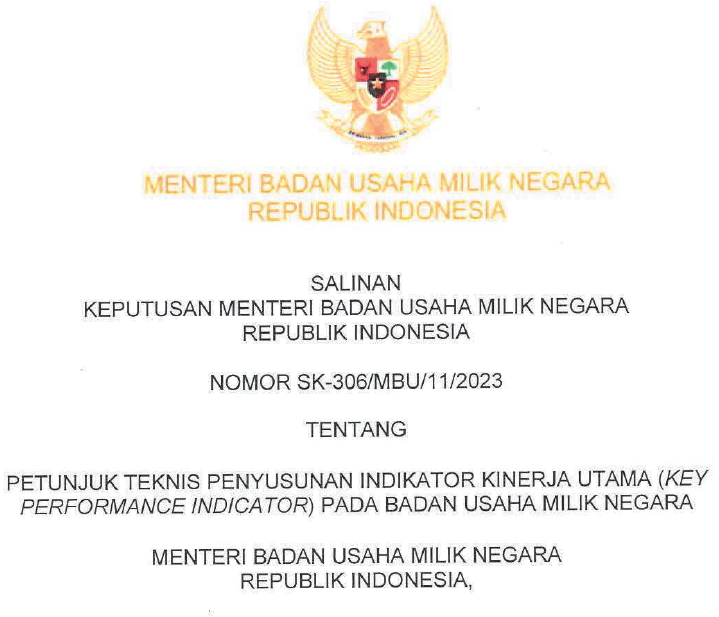 MENTERI BADAN USAHA MILIK NEGARA
REPUBLIK INDONESIA
SALINAN
KEPUTUSAN MENTERI BADAN USAHA MILIK NEGARA
REPUBLIK INDONESIA
NOMOR SK-306/MBU/11/2023
TENTANG
PETUNJUK TEKNIS PENYUSUNAN INDIKATOR KINERJA UTAMA (KEY
PERFORMANCE INDICATOR) PADA BADAN USAHA MILIK NEGARA
MENTERI BADAN USAHA MILIK NEGARA
REPUBLIK INDONESIA,